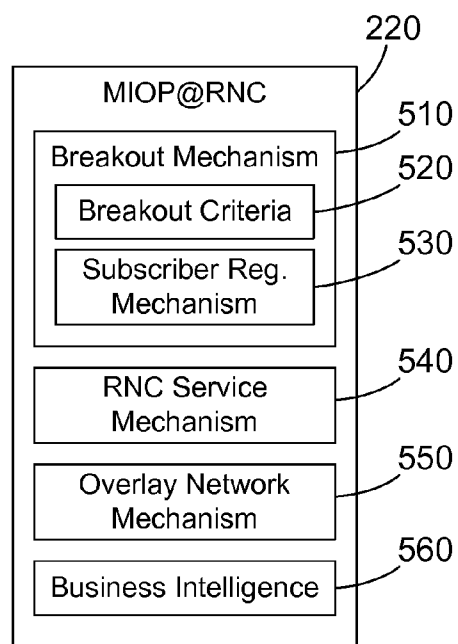 220
MIOP@RNC
510
Breakout Mechanism
520
Breakout Criteria
530
Subscriber Reg.
Mechanism
540
RNC Service
Mechanism
550
Overlay Network
Mechanism
560
Business Intelligence